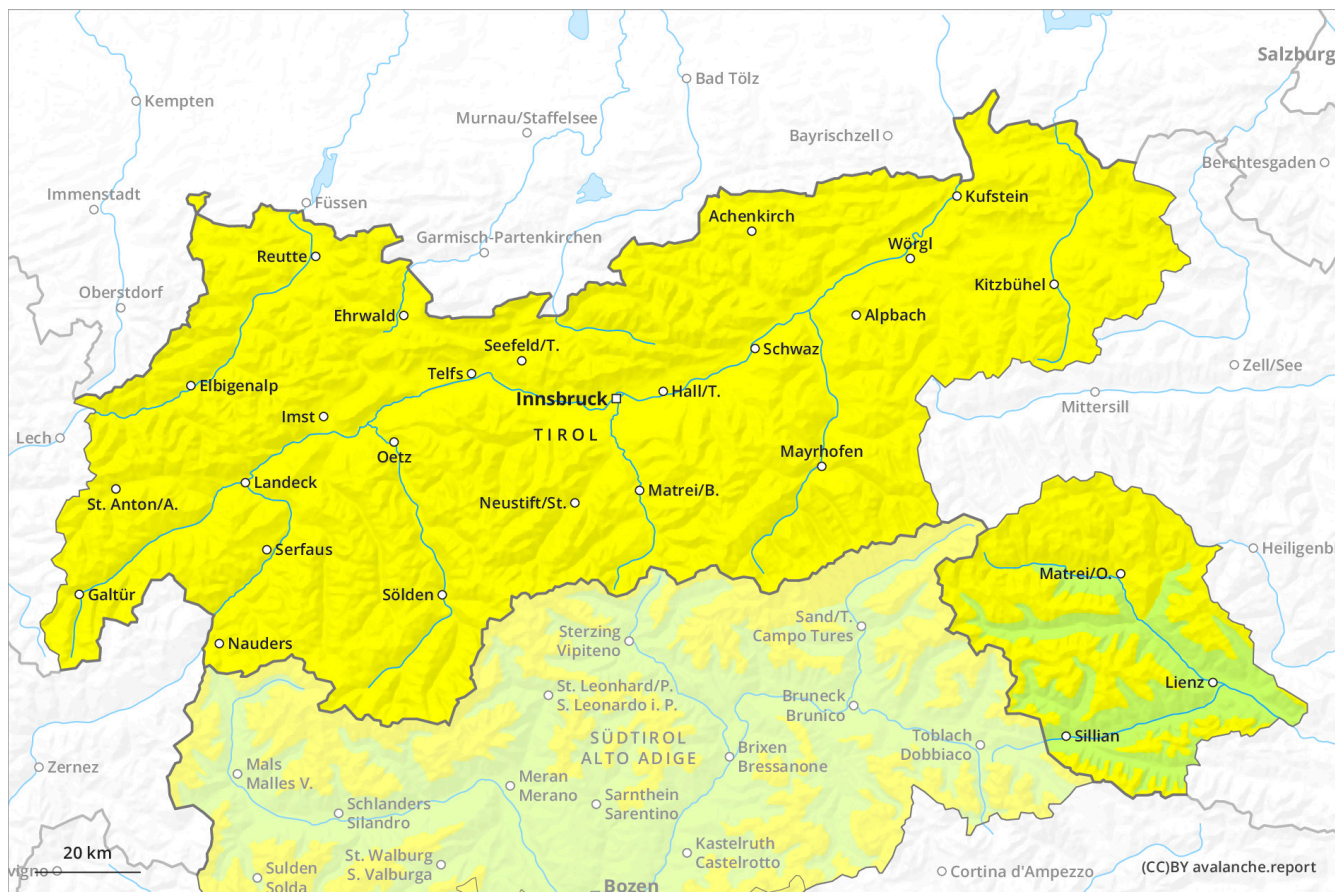 Salzburg
Bad Tölz
Kempten
Murnau/Staffelsee
Bayrischzell
Berchtesgaden
Immenstadt
Füssen
Kufstein
Achenkirch
Garmisch-Partenkirchen
Wörgl
Reutte
Kitzbühel
Oberstdorf
Ehrwald
Alpbach
Seefeld/T.
Schwaz
Zell/See
Telfs
Elbigenalp
Hall/T.
Innsbruck
Mittersill
Imst
TIROL
Lech
Oetz
Mayrhofen
Landeck
Matrei/B.
St. Anton/A.
Neustift/St.
Serfaus
Heiligenb
Matrei/O.
Galtür
Sölden
Sand/T.
Campo Tures
Sterzing
Vipiteno
Nauders
Lienz
St. Leonhard/P.
S. Leonardo i. P.
Bruneck
Brunico
SÜDTIROL
ALTO ADIGE
Toblach
Dobbiaco
Sillian
Brixen
Bressanone
Zernez
Mals
Malles V.
Meran
Merano
Sarnthein
Sarentino
Schlanders
Silandro
Kastelruth
Castelrotto
20 km
St. Walburg
S. Valburga
vigno
Sulden
Solda
Cortina d'Ampezzo
(CC)BY avalanche.report
Bozen